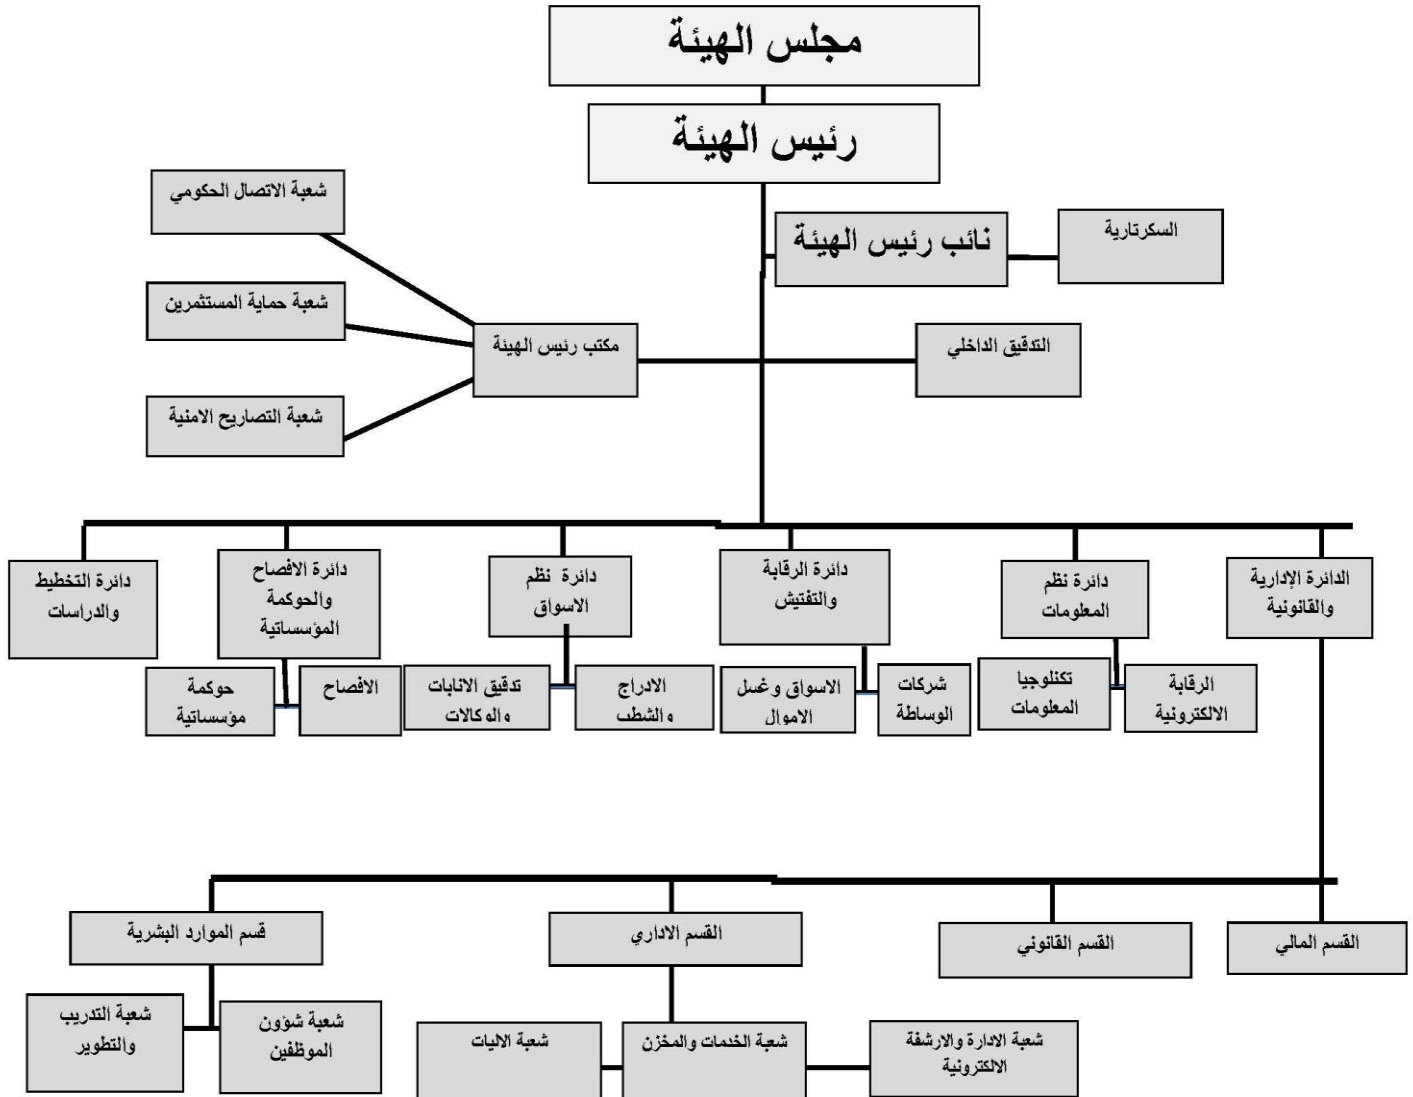 مجلس الهيئة
رئيس الهيئة
شعبة الاتصال الحكومي
نائب رئيس الهيئة
السكرتارية
شعبة حماية المستثمرين
مكتب رئيس الهيئة
التدقيق الداخلي
شعبة التصاريح الامنية
الدائرة الإدارية
والقانونية
دائرة نظم
المعلومات
دائرة الرقابة
والتفتيش
دائرة نظم
الاسواق
دائرة الافصاح
والحوكمة
المؤسساتية
دائرة التخطيط
والدراسات
الرقابة
الالكترونية
تكنلوجيا
المعلومات
شركات
الوساطة
الاسواق وغسل
الاموال
الادراج
والشطب
تدقيق الانابات
والوكالات
الافصاح
حوكمة
مؤسساتية
القسم المالي
القسم القانوني
القسم الاداري
قسم الموارد البشرية
شعبة الادارة والارشفة
الالكترونية
شعبة الخدمات والمخزن
شعبة الاليات
شعبة شؤون
الموظفين
شعبة التدريب
والتطوير